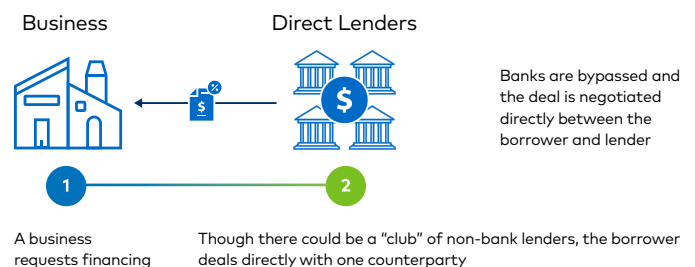 Business
Direct Lenders
%
$
$
Banks are bypassed and
the deal is negotiated
directly between the
borrower and lender
1
2
A business
requests financing
Though there could be a “club” of non-bank lenders, the borrower
deals directly with one counterparty